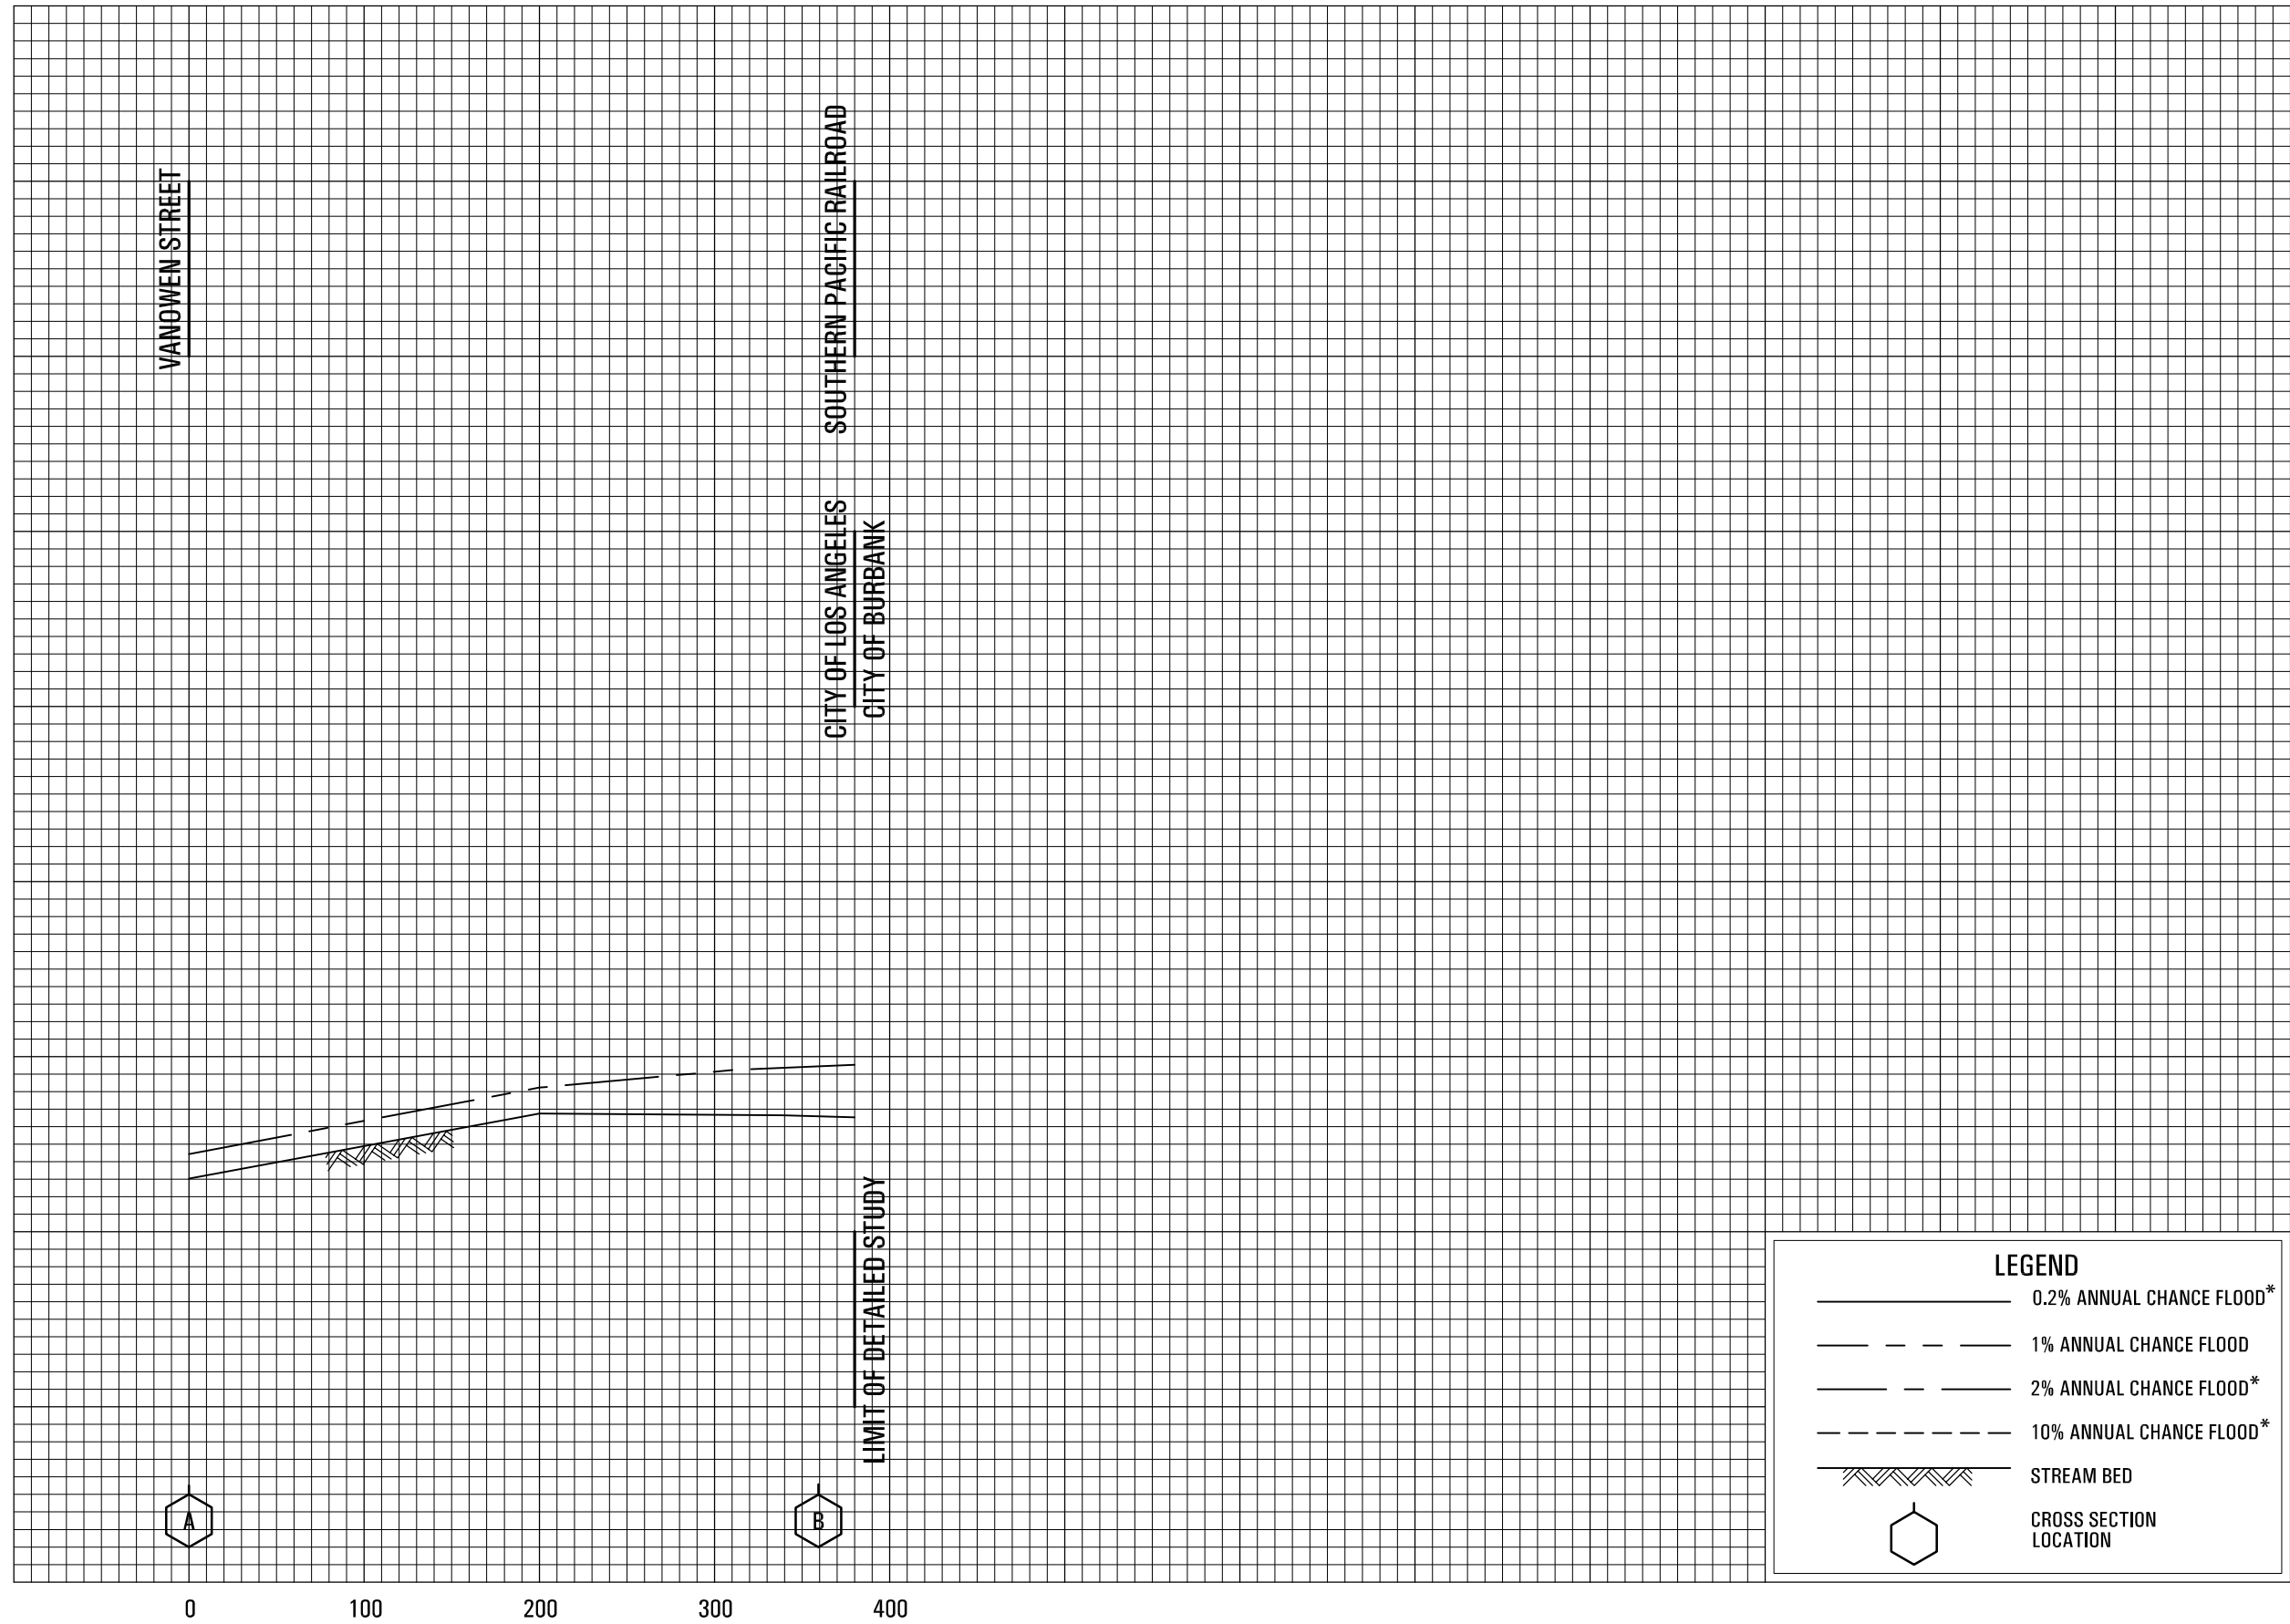 VANOWEN STREET
SOUTHERN PACIFIC RAILROAD
CITY OF LOS ANGELES
CITY OF BURBANK
LIMIT OF DETAILED STUDY
A
B
LEGEND
0.2% ANNUAL CHANCE FLOOD*
1% ANNUAL CHANCE FLOOD
2% ANNUAL CHANCE FLOOD*
10% ANNUAL CHANCE FLOOD*
STREAM BED
CROSS SECTION
LOCATION
0 100 200 300 400